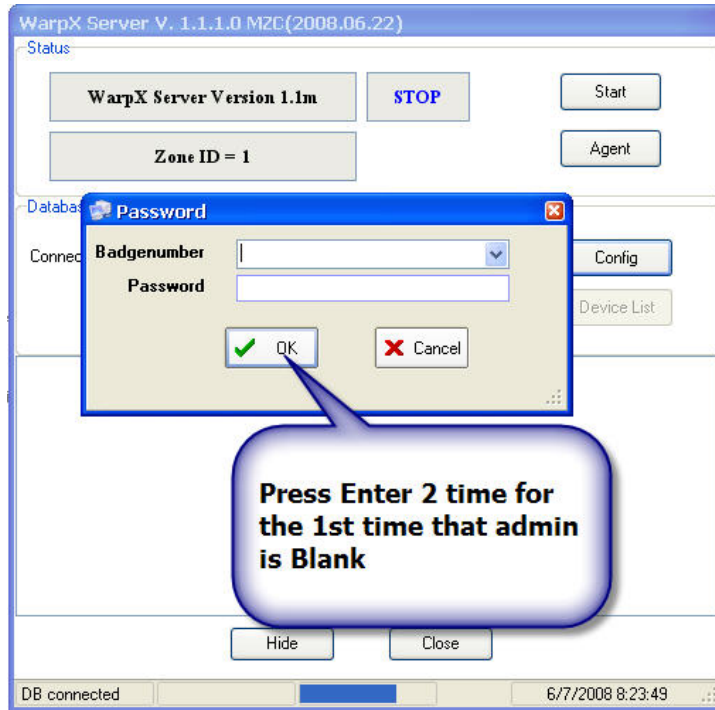 WarpX Server V. 1.1.1.0 MZC(2008.06.22)
Status
WarpX Server Version 1.1m
STOP
Start
Zone ID = 1
Agent
Databas
Password
Connec
Badgenumber
Config
Password
Device List
OK
Cancel
Press Enter 2 time for
the 1st time that admin
is Blank
Hide
Close
DB connected
6/7/2008 8:23:49